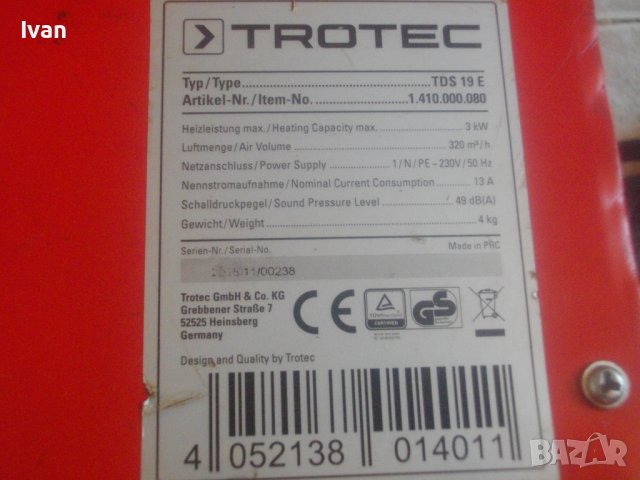 Ivan
TROTEC
Typ/Type TDS 19 E
Artikel-Nr./Item-No. 1.410.000.080
Heizleistung max./Heating Capacity max. 3 kW
Luftmenge/Air Volume 320 m³/h
Netzanschluss/Power Supply 1/N/PE~230V/50 Hz
Nennstromaufnahme/Nominal Current Consumption 13 A
Schalldruckpegel/Sound Pressure Level 49 dB(A)
Gewicht/Weight 4 kg
Serien-Nr./Serial-No. Made in PRC
11/00238
Trotec GmbH & Co. KG
Grebbener Straße 7
52525 Heinsberg
Germany
CE
TÜVRheinland
CERTIFIED
GS
Design and Quality by Trotec
4 052138 014011
BAZAR